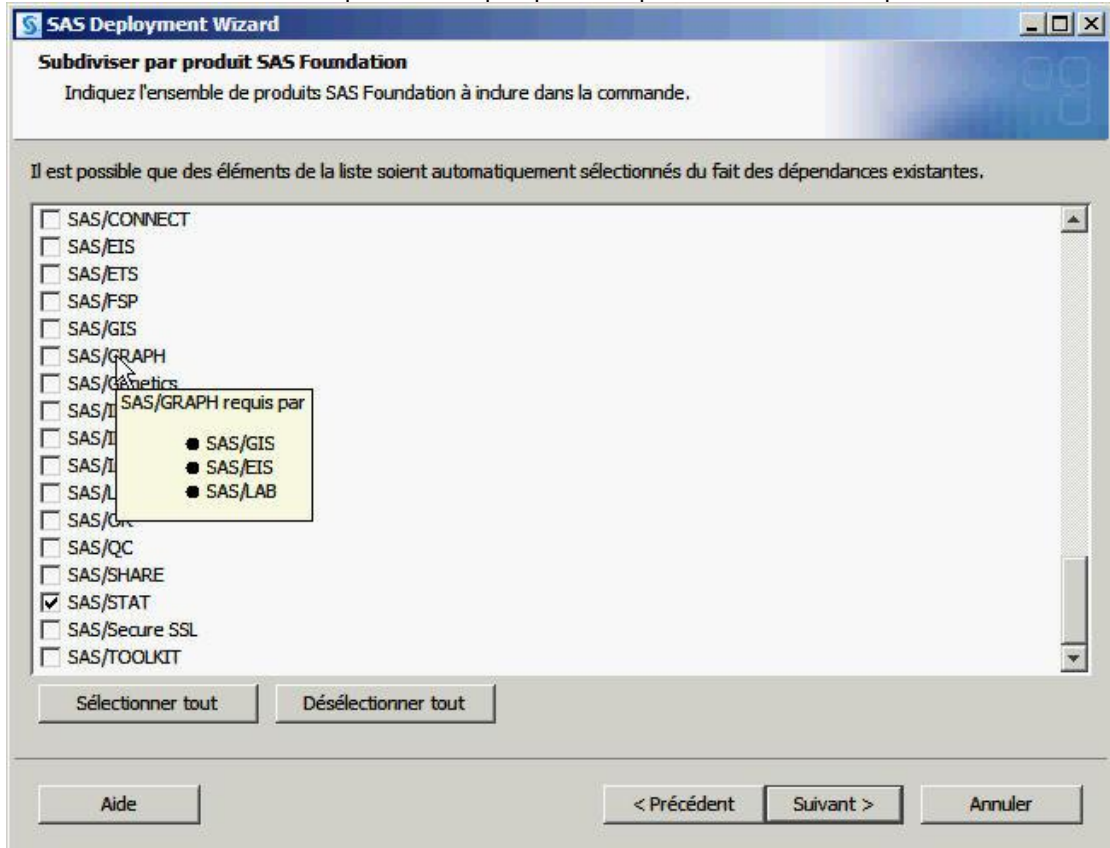 SAS Deployment Wizard
Subdiviser par produit SAS Foundation
Indiquez l'ensemble de produits SAS Foundation à inclure dans la commande.
Il est possible que des éléments de la liste soient automatiquement sélectionnés du fait des dépendances existantes.
SAS/CONNECT
SAS/EIS
SAS/ETS
SAS/FSP
SAS/GIS
SAS/GRAPH
SAS/Genetics
SAS/GRAPH requis par
SAS/GIS
SAS/EIS
SAS/LAB
SAS/OR
SAS/QC
SAS/SHARE
SAS/STAT
SAS/Secure SSL
SAS/TOOLKIT
Sélectionner tout Désélectionner tout
Aide < Précédent Suivant > Annuler